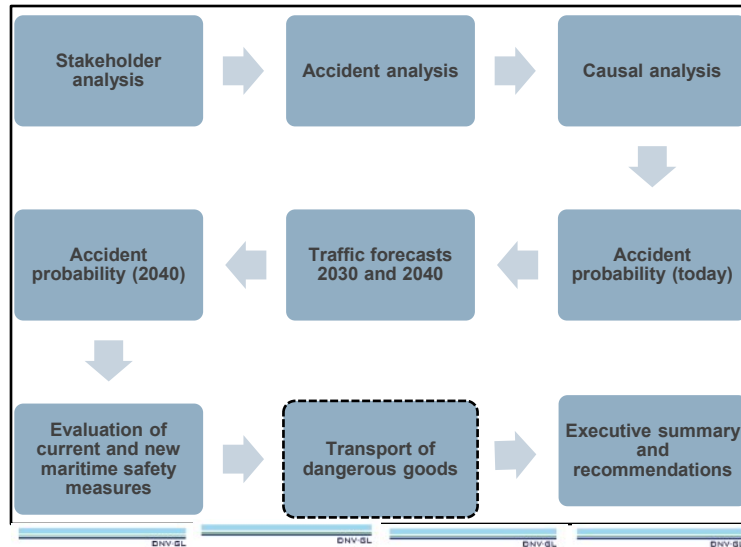 Stakeholder
analysis
Accident analysis
Causal analysis
Accident
probability (2040)
Traffic forecasts
2030 and 2040
Accident
probability (today)
Evaluation of
current and new
maritime safety
measures
Transport of
dangerous goods
Executive summary
and
recommendations
DNV·GL
DNV·GL
DNV·GL
DNV·GL